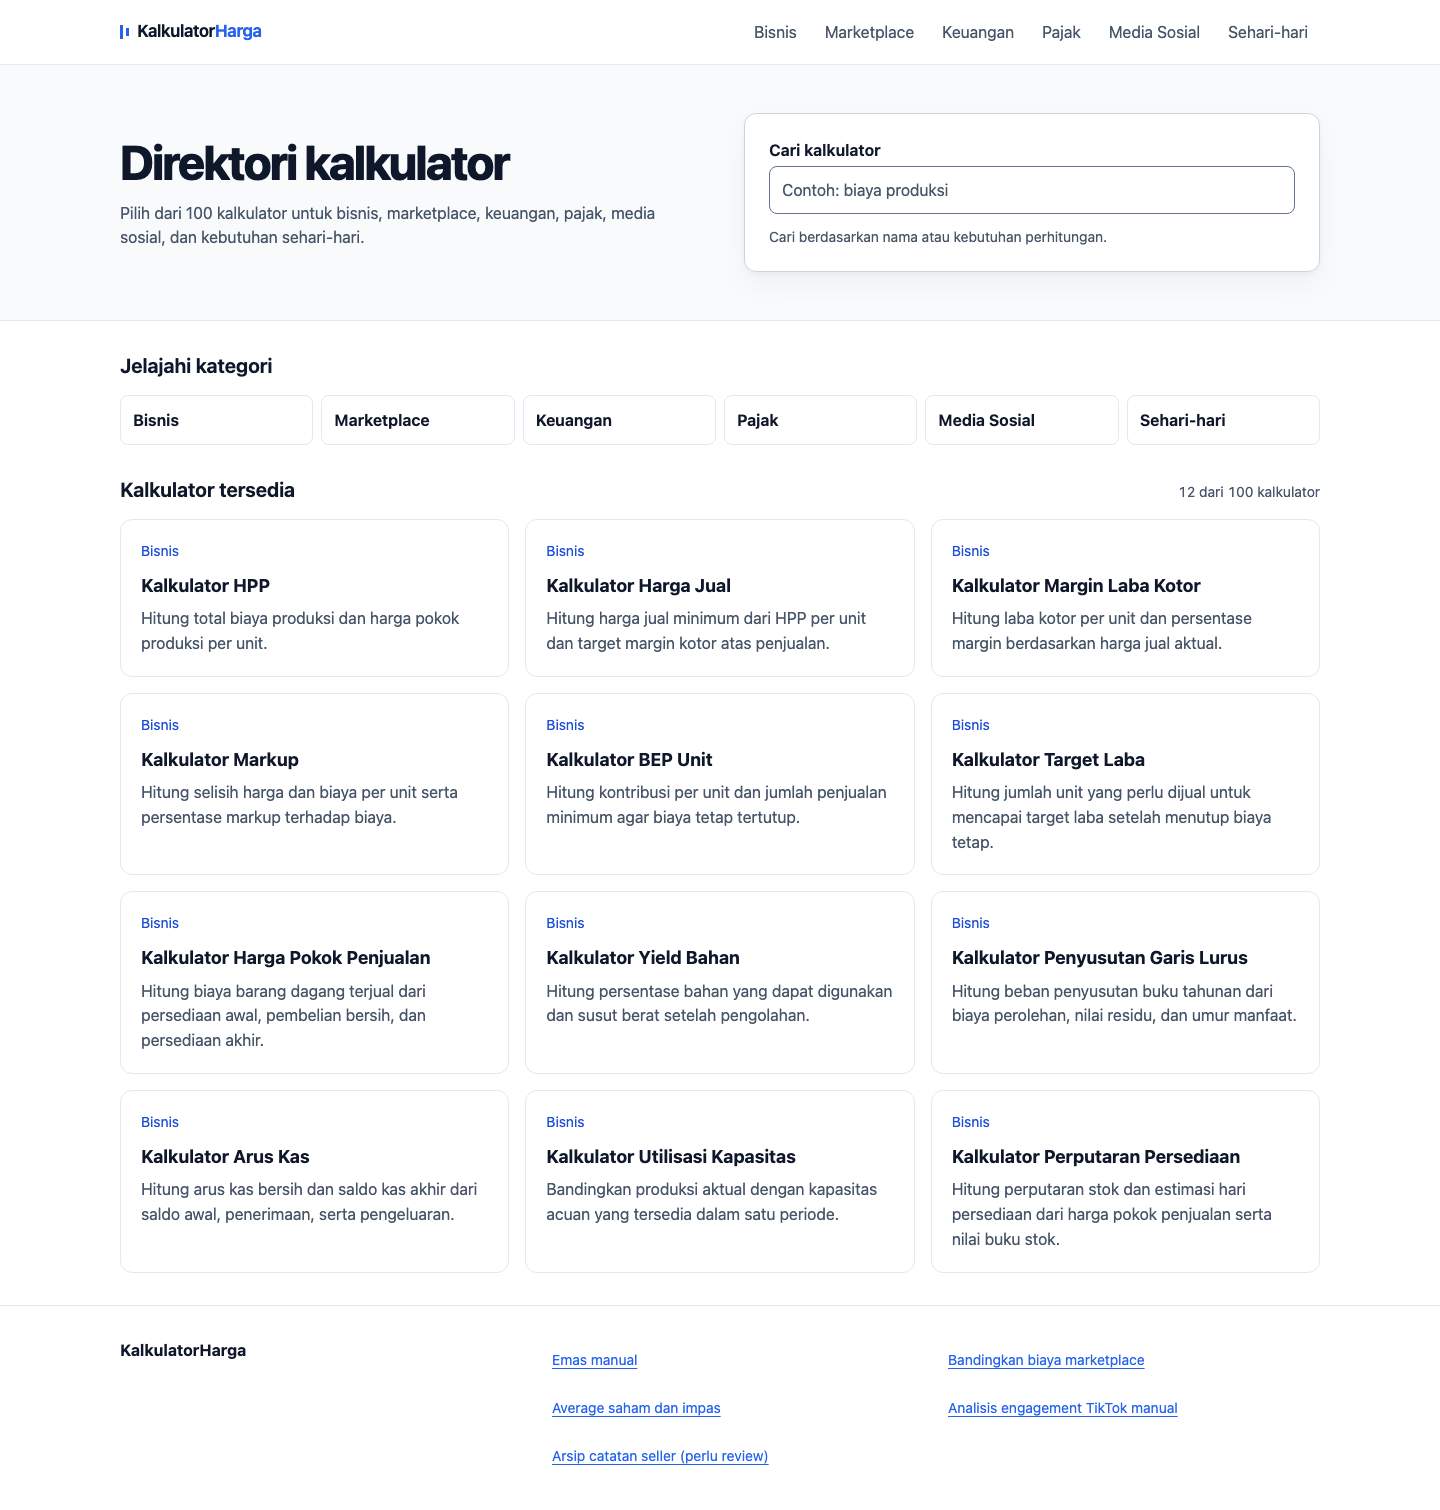 KalkulatorHarga
Bisnis
Marketplace
Keuangan
Pajak
Media Sosial
Sehari-hari
Direktori kalkulator
Pilih dari 100 kalkulator untuk bisnis, marketplace, keuangan, pajak, media
sosial, dan kebutuhan sehari-hari.
Cari kalkulator
Contoh: biaya produksi
Cari berdasarkan nama atau kebutuhan perhitungan.
Jelajahi kategori
Bisnis
Marketplace
Keuangan
Pajak
Media Sosial
Sehari-hari
Kalkulator tersedia
12 dari 100 kalkulator
Bisnis
Kalkulator HPP
Hitung total biaya produksi dan harga pokok
produksi per unit.
Bisnis
Kalkulator Harga Jual
Hitung harga jual minimum dari HPP per unit
dan target margin kotor atas penjualan.
Bisnis
Kalkulator Margin Laba Kotor
Hitung laba kotor per unit dan persentase
margin berdasarkan harga jual aktual.
Bisnis
Kalkulator Markup
Hitung selisih harga dan biaya per unit serta
persentase markup terhadap biaya.
Bisnis
Kalkulator BEP Unit
Hitung kontribusi per unit dan jumlah penjualan
minimum agar biaya tetap tertutup.
Bisnis
Kalkulator Target Laba
Hitung jumlah unit yang perlu dijual untuk
mencapai target laba setelah menutup biaya
tetap.
Bisnis
Kalkulator Harga Pokok Penjualan
Hitung biaya barang dagang terjual dari
persediaan awal, pembelian bersih, dan
persediaan akhir.
Bisnis
Kalkulator Yield Bahan
Hitung persentase bahan yang dapat digunakan
dan susut berat setelah pengolahan.
Bisnis
Kalkulator Penyusutan Garis Lurus
Hitung beban penyusutan buku tahunan dari
biaya perolehan, nilai residu, dan umur manfaat.
Bisnis
Kalkulator Arus Kas
Hitung arus kas bersih dan saldo kas akhir dari
saldo awal, penerimaan, serta pengeluaran.
Bisnis
Kalkulator Utilisasi Kapasitas
Bandingkan produksi aktual dengan kapasitas
acuan yang tersedia dalam satu periode.
Bisnis
Kalkulator Perputaran Persediaan
Hitung perputaran stok dan estimasi hari
persediaan dari harga pokok penjualan serta
nilai buku stok.
KalkulatorHarga
Emas manual
Bandingkan biaya marketplace
Average saham dan impas
Analisis engagement TikTok manual
Arsip catatan seller (perlu review)